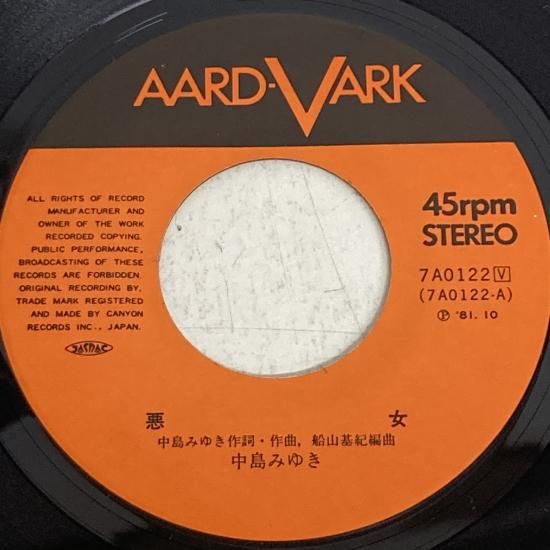 AARD-VARK
ALL RIGHTS OF RECORD
MANUFACTURER AND
OWNER OF THE WORK
RECORDED COPYING,
PUBLIC PERFORMANCE,
BROADCASTING OF THESE
RECORDS ARE FORBIDDEN.
ORIGINAL RECORDING BY,
TRADE MARK REGISTERED
AND MADE BY CANYON
RECORDS INC., JAPAN.
JASRAC
45rpm
STEREO
7A0122 V
(7A0122-A)
Ⓟ '81. 10
悪 女
中島みゆき作詞・作曲, 船山基紀編曲
中島みゆき